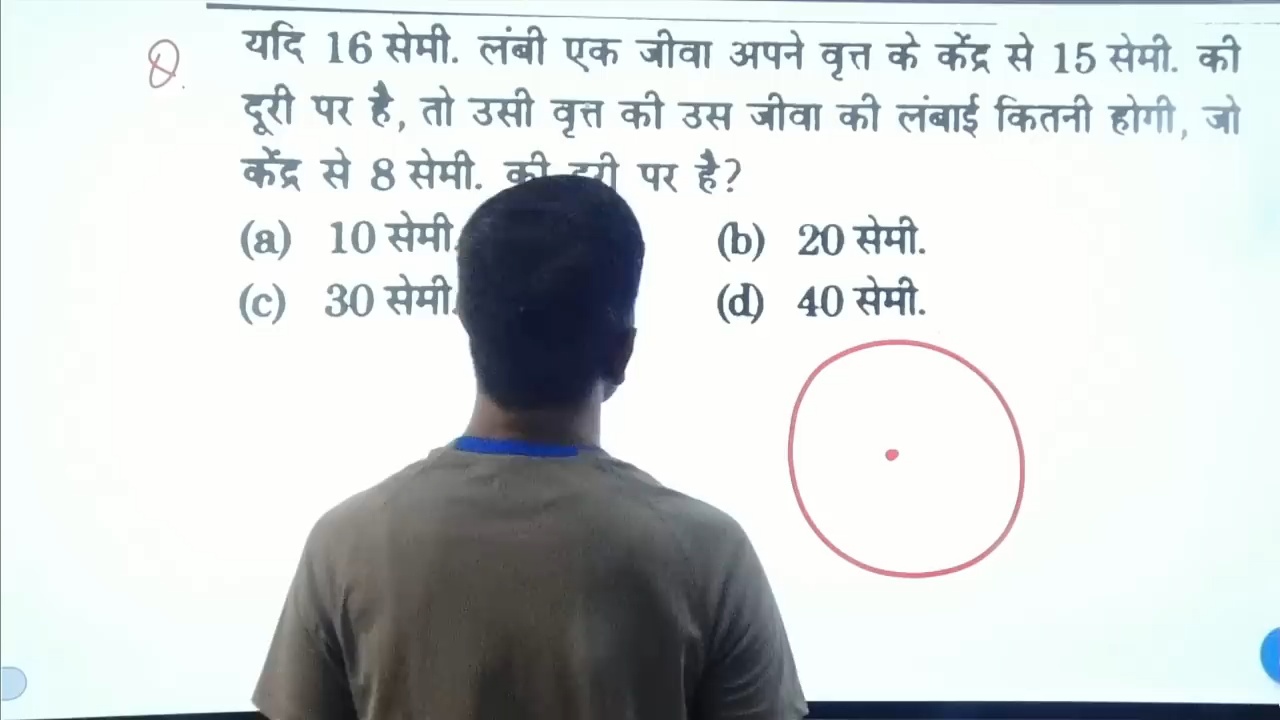 Q. यदि 16 सेमी. लंबी एक जीवा अपने वृत्त के केंद्र से 15 सेमी. की
दूरी पर है, तो उसी वृत्त की उस जीवा की लंबाई कितनी होगी, जो
केंद्र से 8 सेमी. की दूरी पर है?
(a) 10 सेमी. (b) 20 सेमी.
(c) 30 सेमी. (d) 40 सेमी.